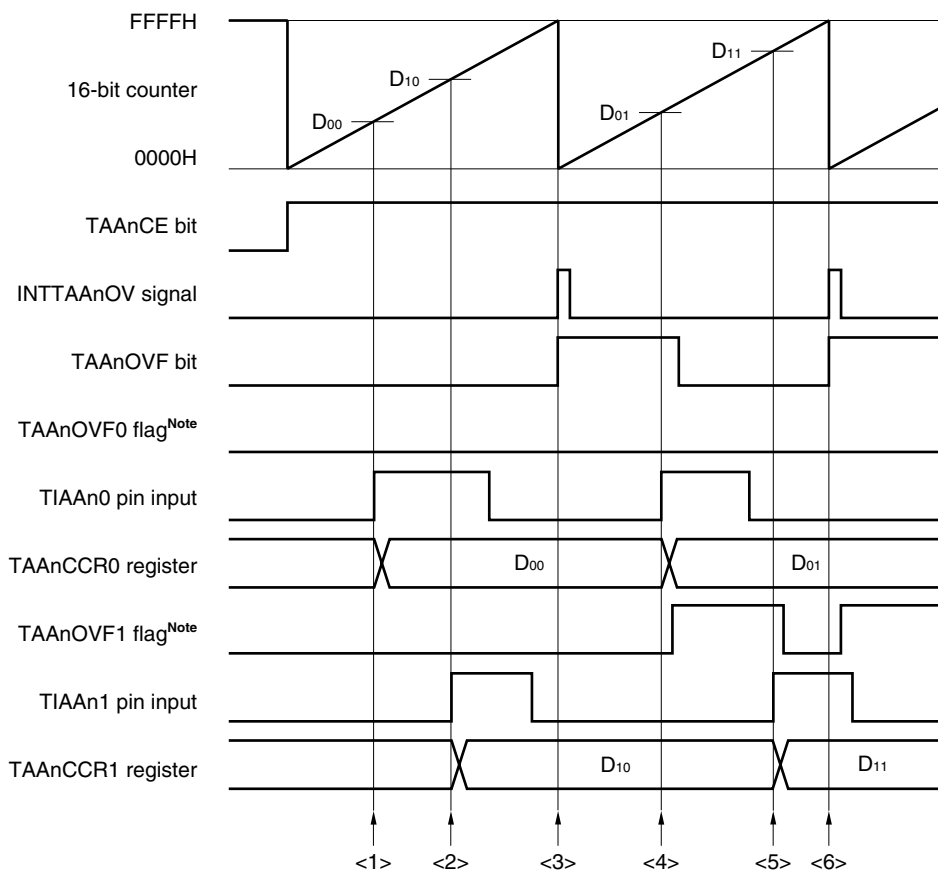 FFFFH
D11
D10
16-bit counter
D00
D01
0000H
TAAnCE bit
INTTAAnOV signal
TAAnOVF bit
TAAnOVF0 flagNote
TIAAn0 pin input
TAAnCCR0 register
D00
D01
TAAnOVF1 flagNote
TIAAn1 pin input
TAAnCCR1 register
D10
D11
<1> <2> <3> <4> <5> <6>